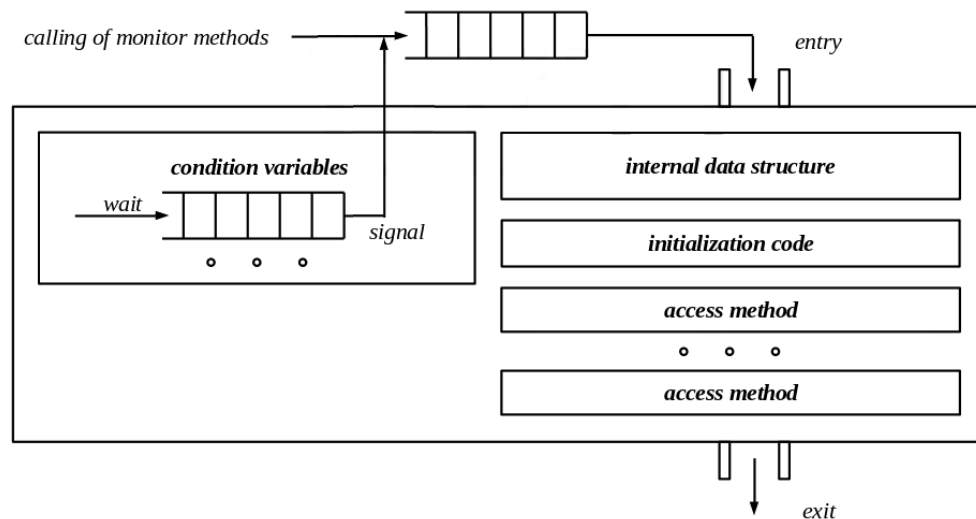 calling of monitor methods
entry
condition variables
wait
signal
internal data structure
initialization code
access method
access method
exit